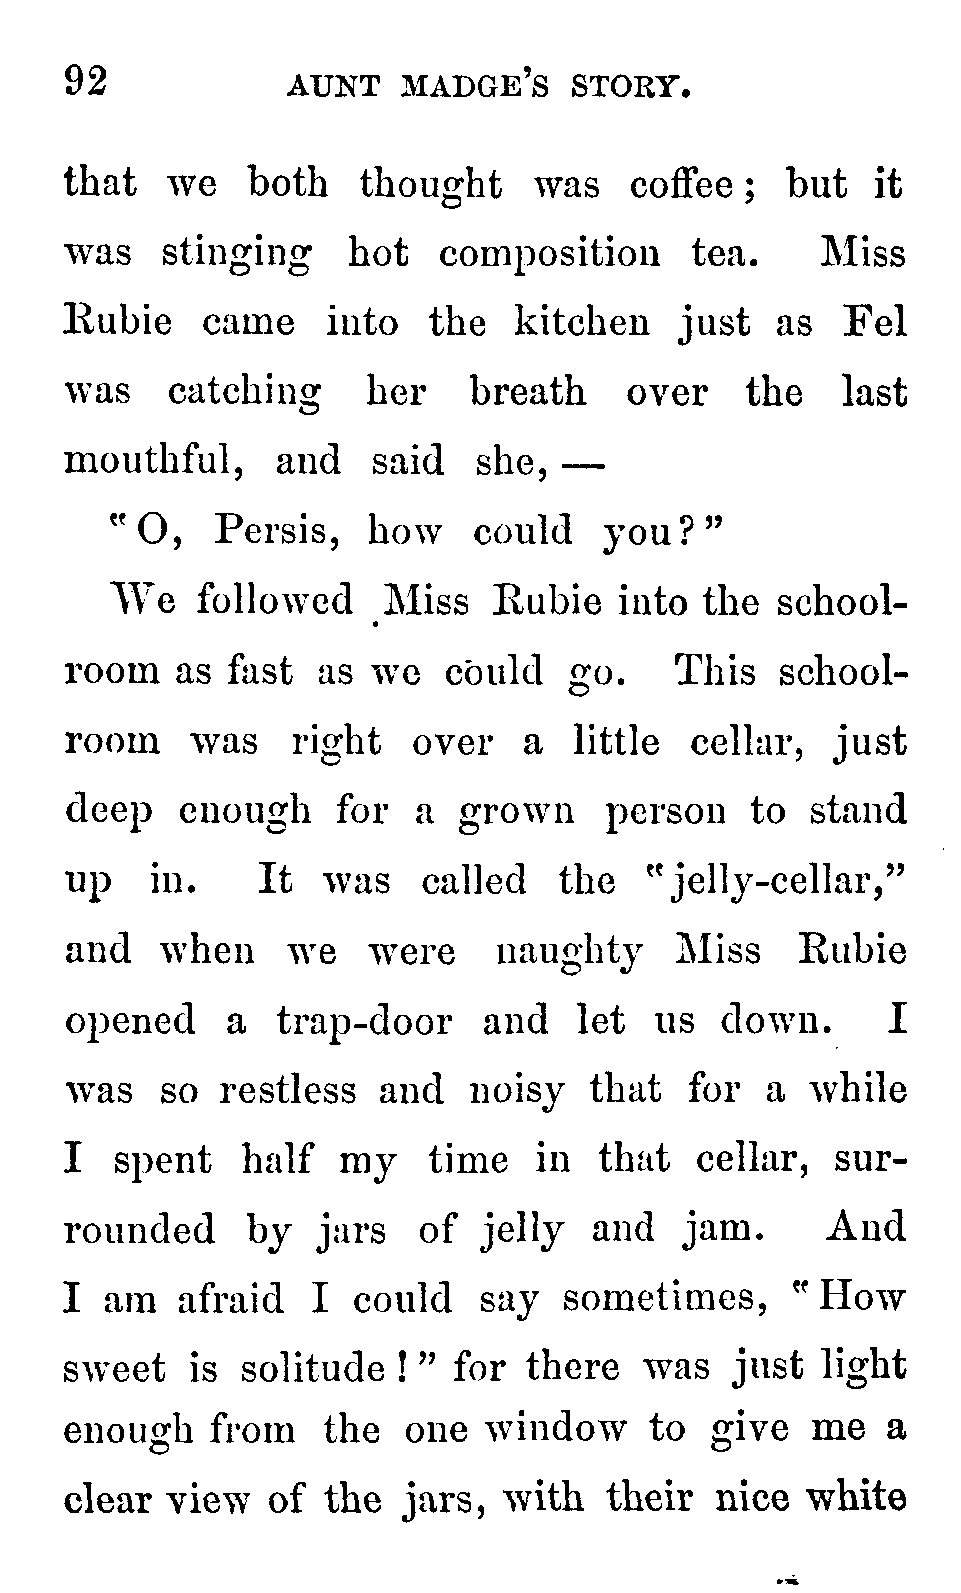 92 AUNT MADGE'S STORY.
that we both thought was coffee; but it
was stinging hot composition tea. Miss
Rubie came into the kitchen just as Fel
was catching her breath over the last
mouthful, and said she, —
"O, Persis, how could you?"
We followed Miss Rubie into the school-
room as fast as we could go. This school-
room was right over a little cellar, just
deep enough for a grown person to stand
up in. It was called the "jelly-cellar,"
and when we were naughty Miss Rubie
opened a trap-door and let us down. I
was so restless and noisy that for a while
I spent half my time in that cellar, sur-
rounded by jars of jelly and jam. And
I am afraid I could say sometimes, "How
sweet is solitude!" for there was just light
enough from the one window to give me a
clear view of the jars, with their nice white